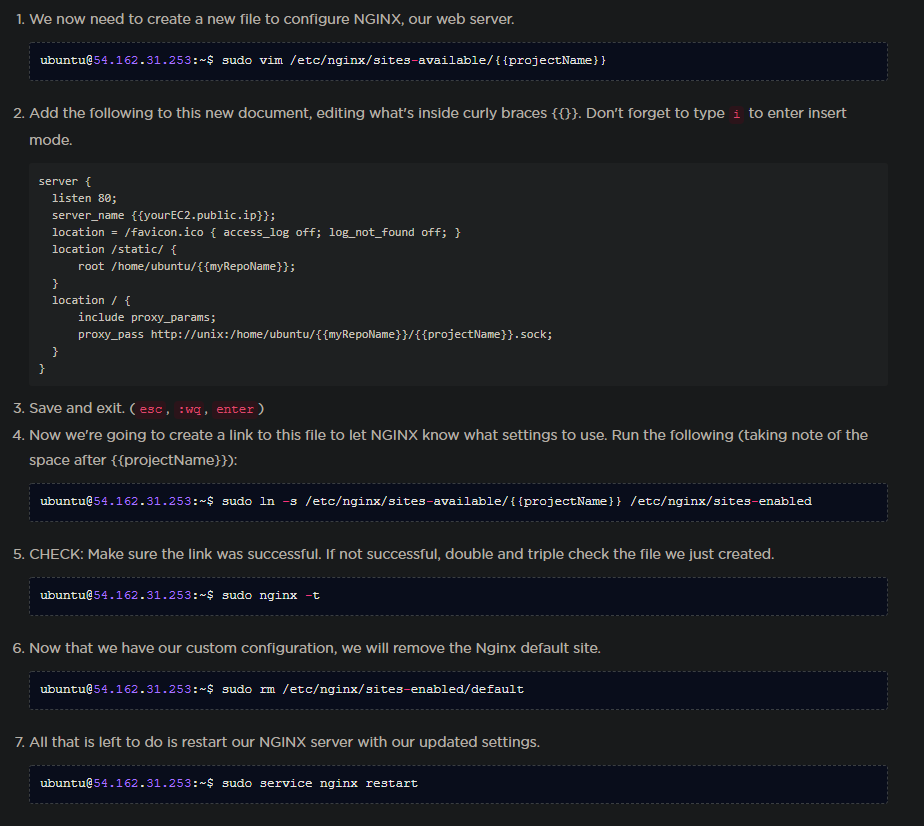 1. We now need to create a new file to configure NGINX, our web server.
ubuntu@54.162.31.253:~$ sudo vim /etc/nginx/sites-available/{{projectName}}
2. Add the following to this new document, editing what's inside curly braces {{}}. Don't forget to type i to enter insert
mode.
server {
  listen 80;
  server_name {{yourEC2.public.ip}};
  location = /favicon.ico { access_log off; log_not_found off; }
  location /static/ {
      root /home/ubuntu/{{myRepoName}};
  }
  location / {
      include proxy_params;
      proxy_pass http://unix:/home/ubuntu/{{myRepoName}}/{{projectName}}.sock;
  }
}
3. Save and exit. ( esc , :wq , enter )
4. Now we're going to create a link to this file to let NGINX know what settings to use. Run the following (taking note of the
space after {{projectName}}):
ubuntu@54.162.31.253:~$ sudo ln -s /etc/nginx/sites-available/{{projectName}} /etc/nginx/sites-enabled
5. CHECK: Make sure the link was successful. If not successful, double and triple check the file we just created.
ubuntu@54.162.31.253:~$ sudo nginx -t
6. Now that we have our custom configuration, we will remove the Nginx default site.
ubuntu@54.162.31.253:~$ sudo rm /etc/nginx/sites-enabled/default
7. All that is left to do is restart our NGINX server with our updated settings.
ubuntu@54.162.31.253:~$ sudo service nginx restart